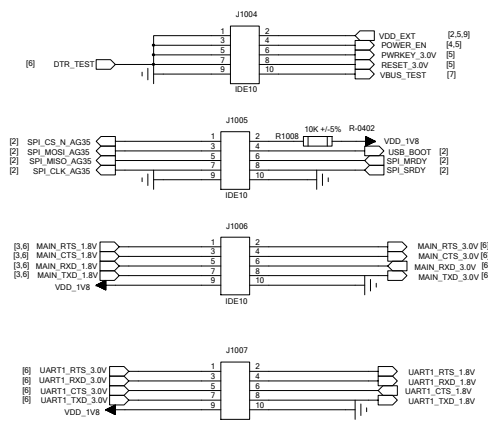 J1004
1 2 VDD_EXT [2,5,9]
3 4 POWER_EN [4,5]
5 6 PWRKEY_3.0V [5]
[6] DTR_TEST 7 8 RESET_3.0V [5]
9 10 VBUS_TEST [7]
IDE10
J1005
10K +/-5% R-0402
[2] SPI_CS_N_AG35 1 2 R1008 VDD_1V8
[2] SPI_MOSI_AG35 3 4 USB_BOOT [2]
[2] SPI_MISO_AG35 5 6 SPI_MRDY [2]
[2] SPI_CLK_AG35 7 8 SPI_SRDY [2]
9 10
IDE10
J1006
[3,6] MAIN_RTS_1.8V 1 2 MAIN_RTS_3.0V [6]
[3,6] MAIN_CTS_1.8V 3 4 MAIN_CTS_3.0V [6]
[3,6] MAIN_RXD_1.8V 5 6 MAIN_RXD_3.0V [6
[3,6] MAIN_TXD_1.8V 7 8 MAIN_TXD_3.0V [6
VDD_1V8 9 10
IDE10
J1007
[6] UART1_RTS_3.0V 1 2 UART1_RTS_1.8V
[6] UART1_RXD_3.0V 3 4 UART1_RXD_1.8V
[6] UART1_CTS_3.0V 5 6 UART1_CTS_1.8V
[6] UART1_TXD_3.0V 7 8 UART1_TXD_1.8V
VDD_1V8 9 10